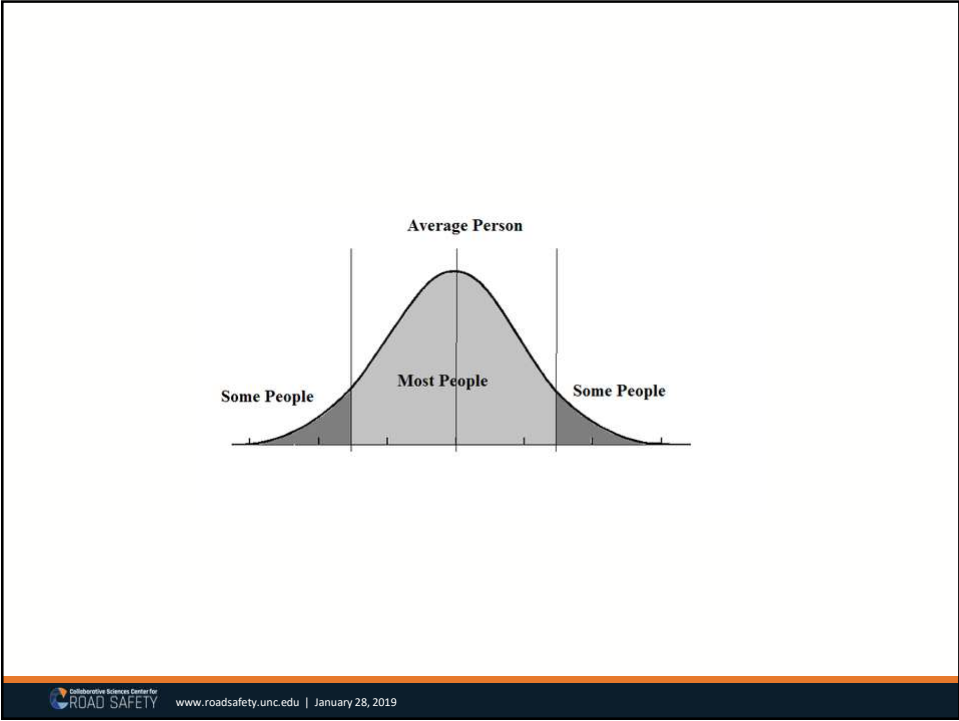 Average Person
Some People
Most People
Some People
Collaborative Sciences Center for
ROAD SAFETY
www.roadsafety.unc.edu | January 28, 2019